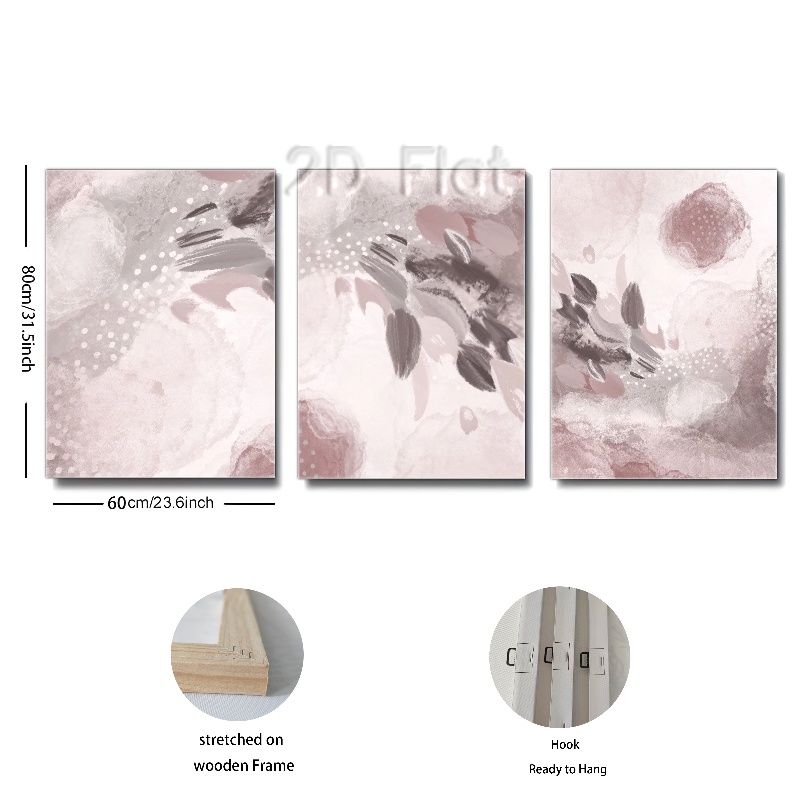 2D Flat
80cm/31.5inch
60cm/23.6inch
stretched on
wooden Frame
Hook
Ready to Hang